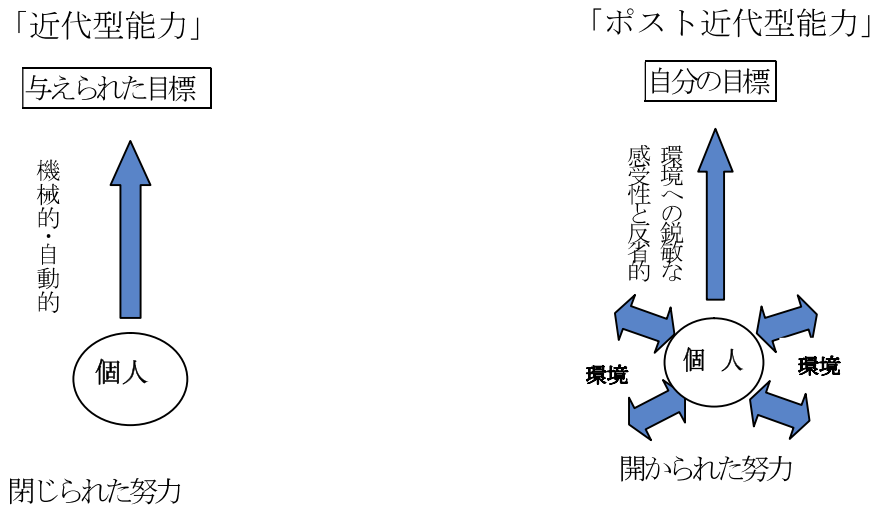 「近代型能力」
与えられた目標
機械的・自動的
個人
閉じられた努力
「ポスト近代型能力」
自分の目標
環境への鋭敏な
感受性と反省的
個 人
環境
環境
開かられた努力